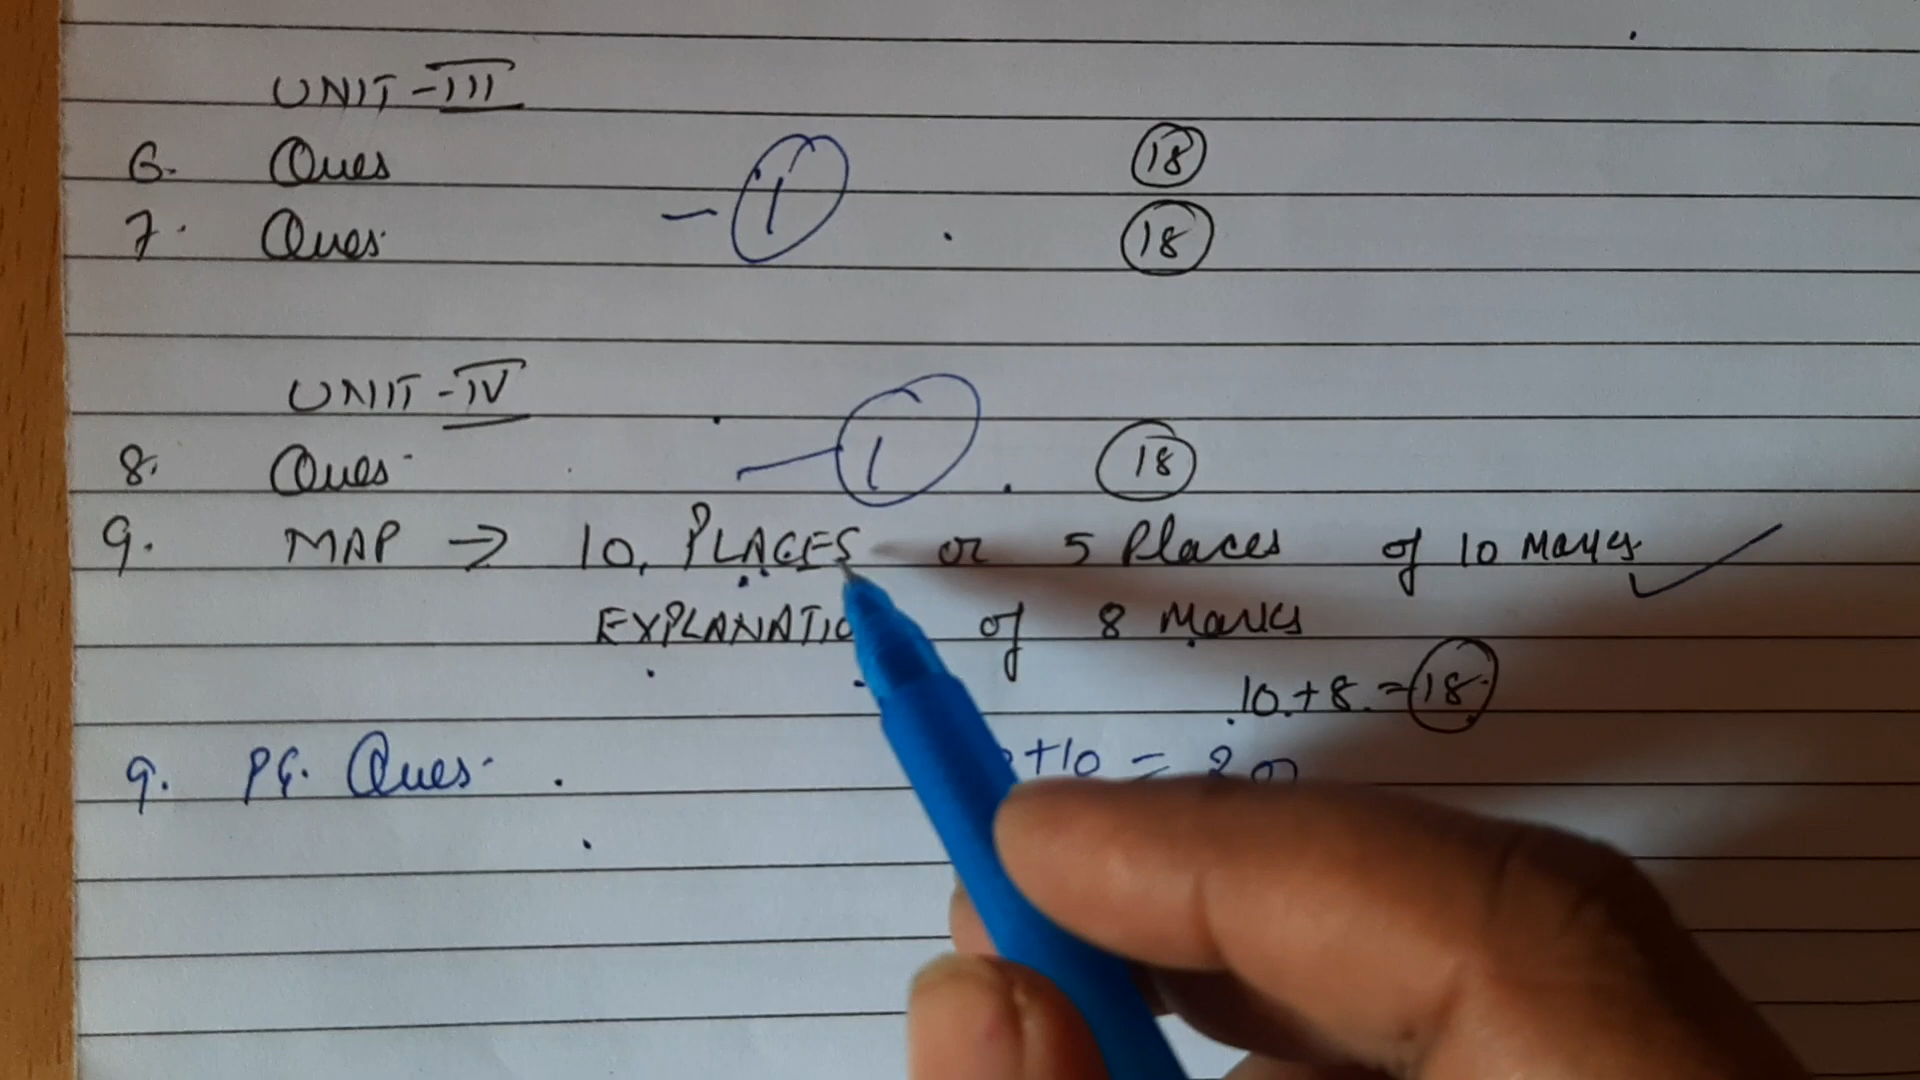 UNIT-III
6. Ques 18
- 1
7. Ques 18
UNIT-IV
8. Ques - 1 18
9. MAP → 10, PLACES or 5 Places of 10 Marks
EXPLANATIO of 8 Marks
10+8=18
9. PG. Ques. +10 =